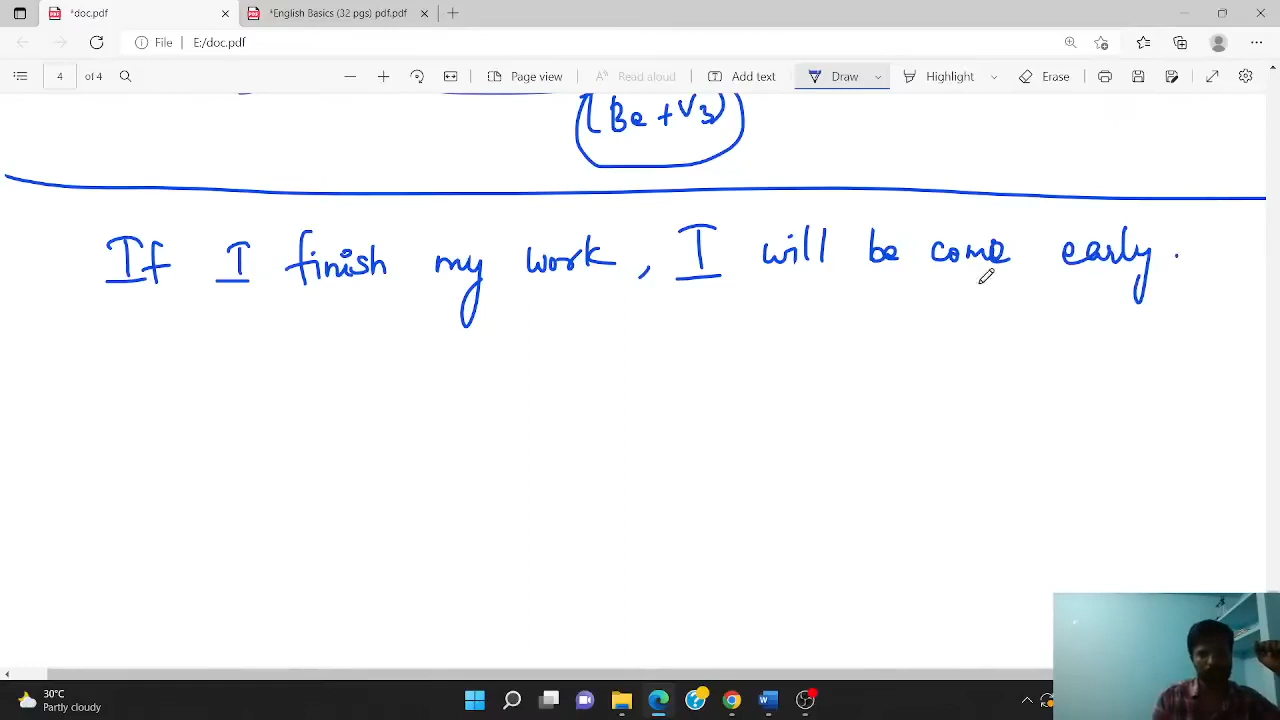 *doc.pdf
*English Basics (32 pgs) pdf.pdf
File E:/doc.pdf
4 of 4
Page view
Read aloud
Add text
Draw
Highlight
Erase
(Be + V3)
If I finish my work, I will be come early.
30°C
Partly cloudy